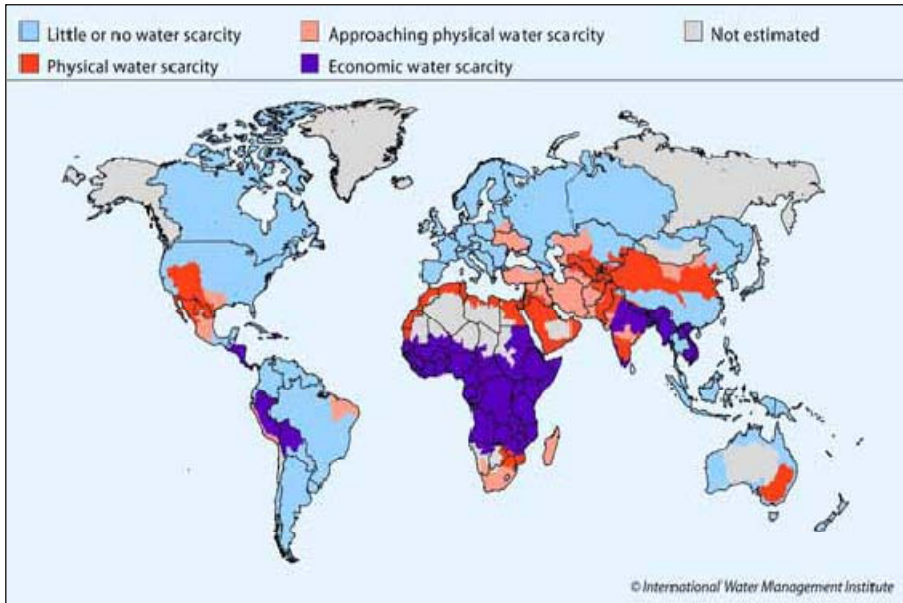 Little or no water scarcity
Approaching physical water scarcity
Not estimated
Physical water scarcity
Economic water scarcity
© International Water Management Institute